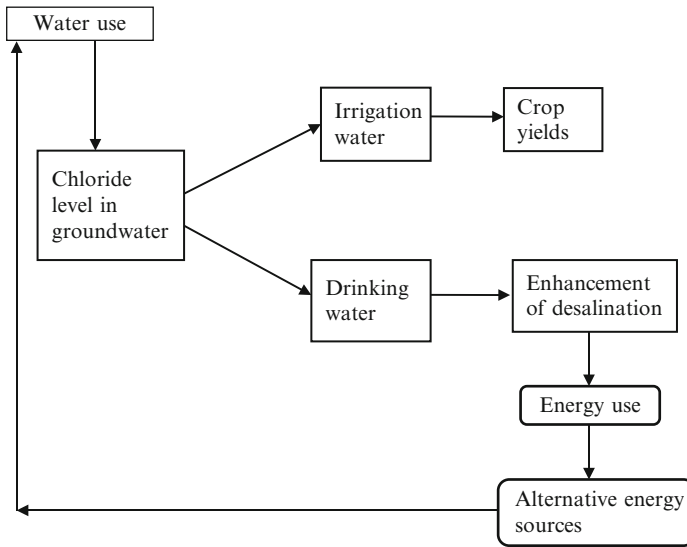 Water use
Irrigation
water
Crop
yields
Chloride
level in
groundwater
Drinking
water
Enhancement
of desalination
Energy use
Alternative energy
sources